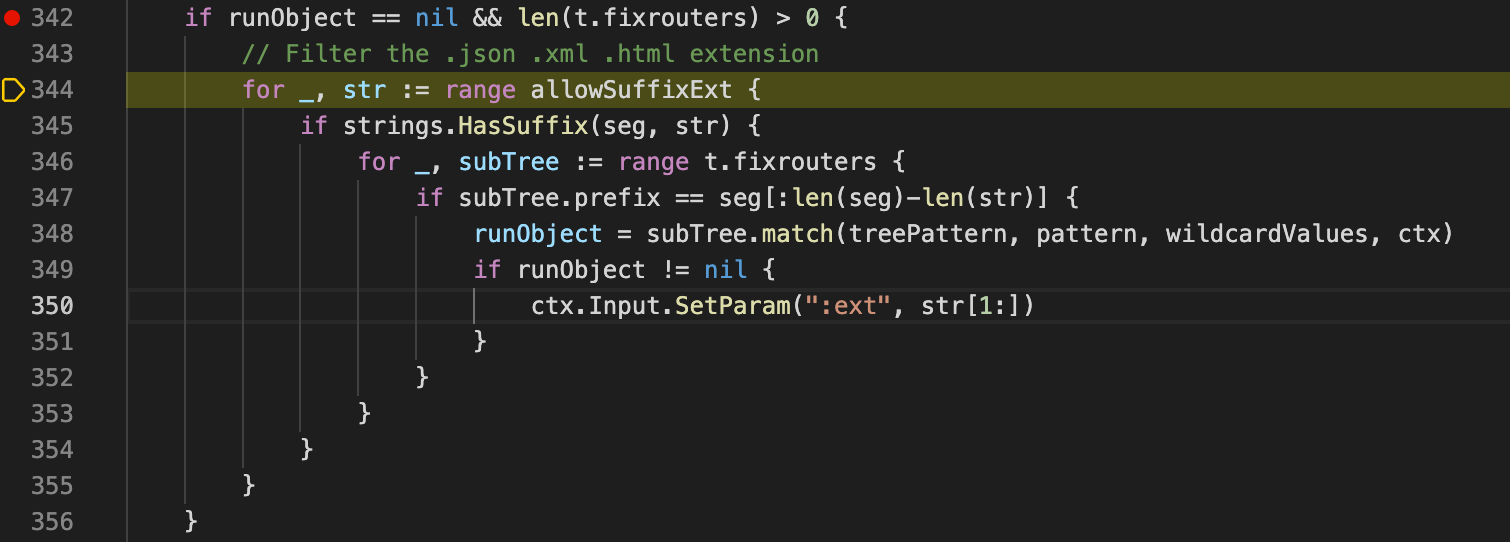 342 if runObject == nil && len(t.fixrouters) > 0 {
343 // Filter the .json .xml .html extension
344 for _, str := range allowSuffixExt {
345 if strings.HasSuffix(seg, str) {
346 for _, subTree := range t.fixrouters {
347 if subTree.prefix == seg[:len(seg)-len(str)] {
348 runObject = subTree.match(treePattern, pattern, wildcardValues, ctx)
349 if runObject != nil {
350 ctx.Input.SetParam(":ext", str[1:])
351 }
352 }
353 }
354 }
355 }
356 }